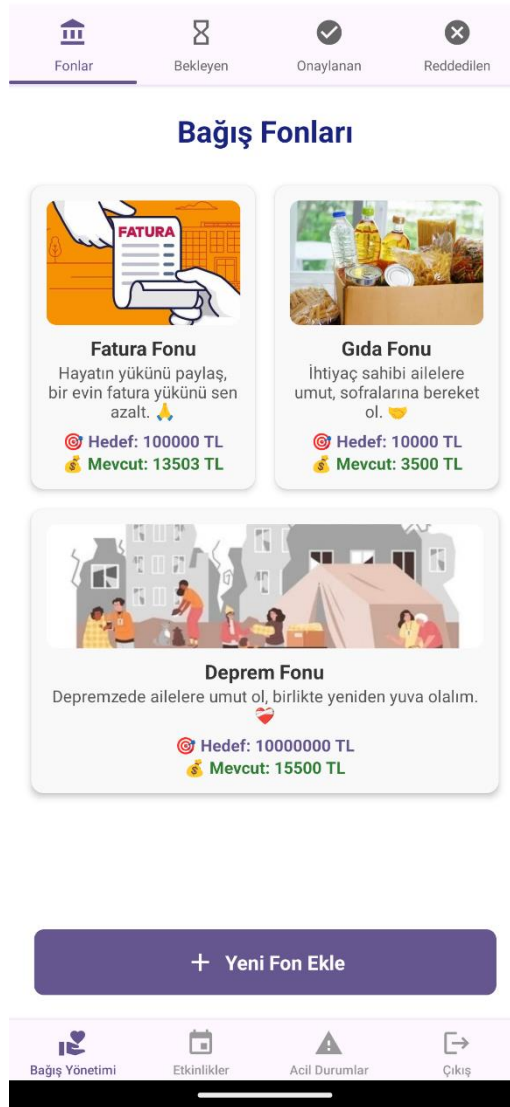 Fonlar
Bekleyen
Onaylanan
Reddedilen
Bağış Fonları
FATURA
Fatura Fonu
Hayatın yükünü paylaş,
bir evin fatura yükünü sen
azalt. 🙏
🎯 Hedef: 100000 TL
💰 Mevcut: 13503 TL
Gıda Fonu
İhtiyaç sahibi ailelere
umut, sofralarına bereket
ol. 🤝
🎯 Hedef: 10000 TL
💰 Mevcut: 3500 TL
Deprem Fonu
Depremzede ailelere umut ol, birlikte yeniden yuva olalım.
❤️‍🩹
🎯 Hedef: 10000000 TL
💰 Mevcut: 15500 TL
+ Yeni Fon Ekle
Bağış Yönetimi
Etkinlikler
Acil Durumlar
Çıkış